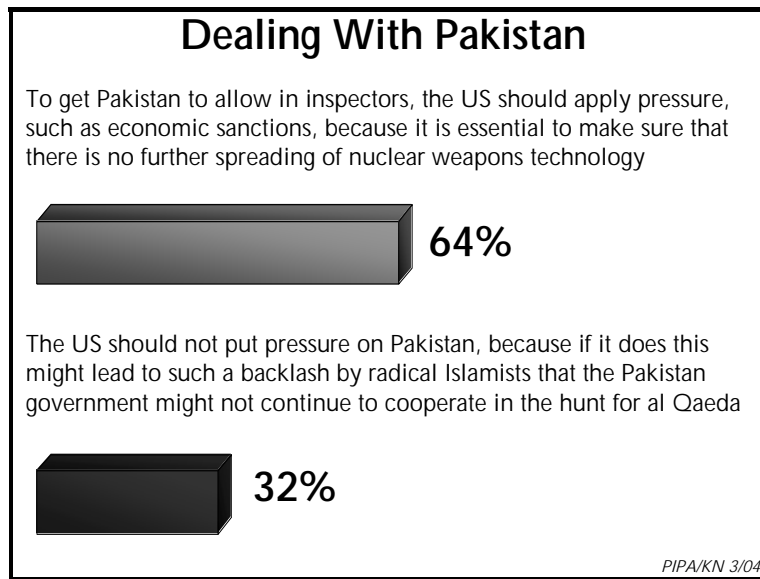 Dealing With Pakistan
To get Pakistan to allow in inspectors, the US should apply pressure,
such as economic sanctions, because it is essential to make sure that
there is no further spreading of nuclear weapons technology
64%
The US should not put pressure on Pakistan, because if it does this
might lead to such a backlash by radical Islamists that the Pakistan
government might not continue to cooperate in the hunt for al Qaeda
32%
PIPA/KN 3/04